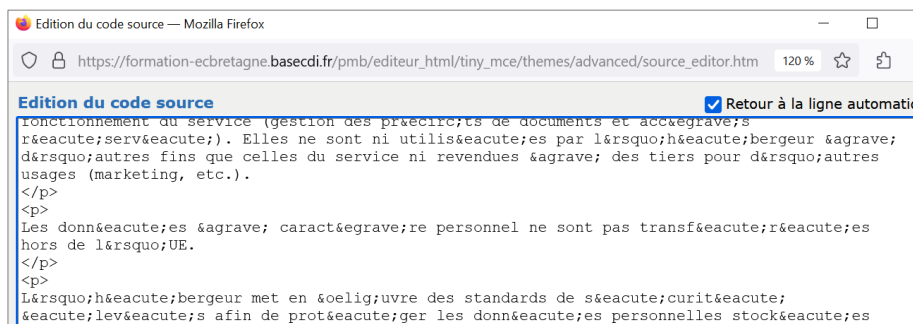 Edition du code source — Mozilla Firefox
https://formation-ecbretagne.basecdi.fr/pmb/editeur_html/tiny_mce/themes/advanced/source_editor.htm 120 %
Edition du code source
Retour à la ligne automatic
fonctionnement du service (gestion des pr&ecirc;ts de documents et acc&egrave;s
r&eacute;serv&eacute;). Elles ne sont ni utilis&eacute;es par l&rsquo;h&eacute;bergeur &agrave;
d&rsquo;autres fins que celles du service ni revendues &agrave; des tiers pour d&rsquo;autres
usages (marketing, etc.).
</p>
<p>
Les donn&eacute;es &agrave; caract&egrave;re personnel ne sont pas transf&eacute;r&eacute;es
hors de l&rsquo;UE.
</p>
<p>
L&rsquo;h&eacute;bergeur met en &oelig;uvre des standards de s&eacute;curit&eacute;
&eacute;lev&eacute;s afin de prot&eacute;ger les donn&eacute;es personnelles stock&eacute;es